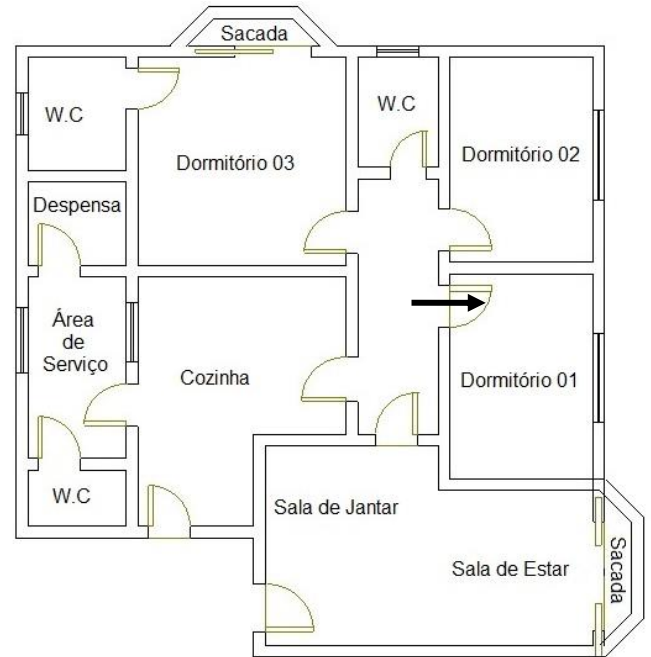 Sacada
W.C
W.C
Dormitório 02
Dormitório 03
Despensa
Área
de
Serviço
Cozinha
Dormitório 01
W.C
Sala de Jantar
Sala de Estar
Sacada